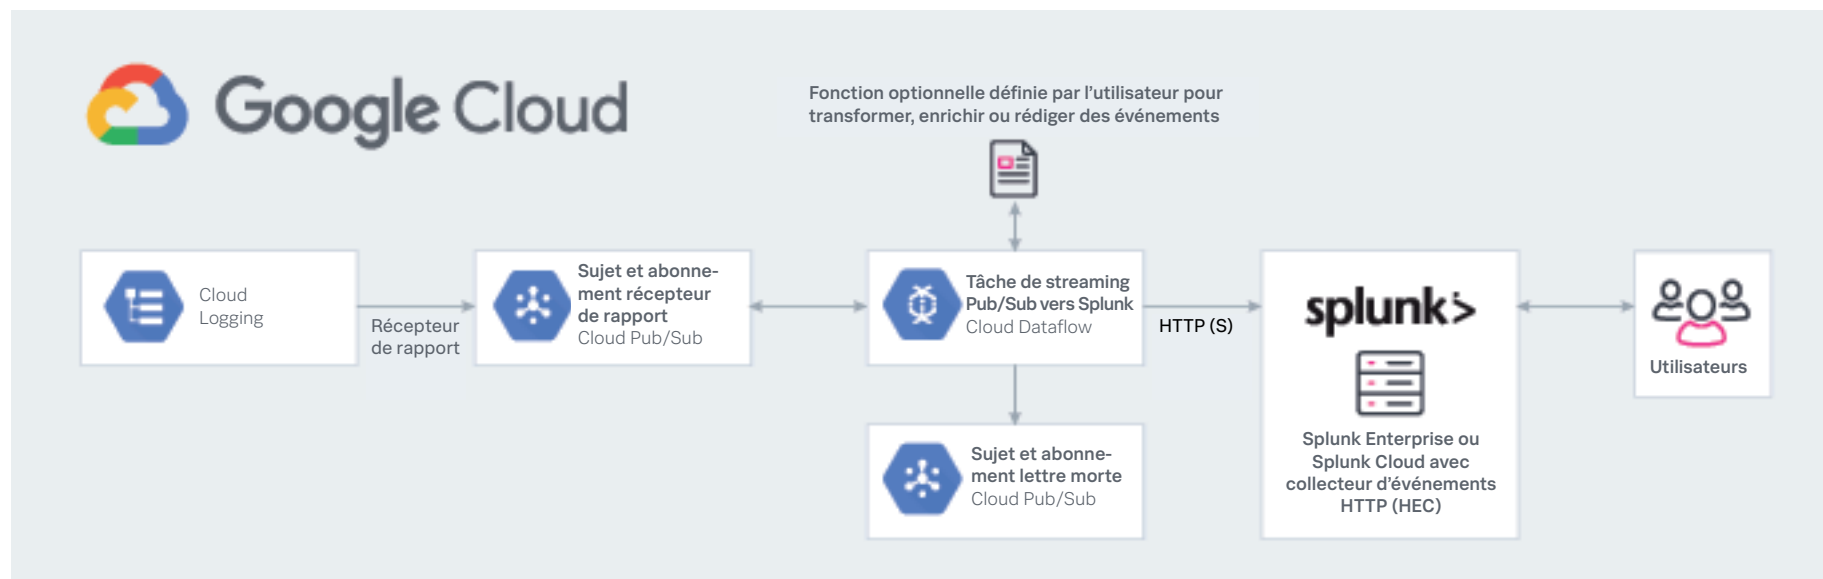 Google Cloud
Fonction optionnelle définie par l'utilisateur pour
transformer, enrichir ou rédiger des événements
Cloud
Logging
Récepteur
de rapport
Sujet et abonne-
ment récepteur
de rapport
Cloud Pub/Sub
Tâche de streaming
Pub/Sub vers Splunk
Cloud Dataflow
HTTP (S)
splunk>
Splunk Enterprise ou
Splunk Cloud avec
collecteur d'événements
HTTP (HEC)
Utilisateurs
Sujet et abonne-
ment lettre morte
Cloud Pub/Sub